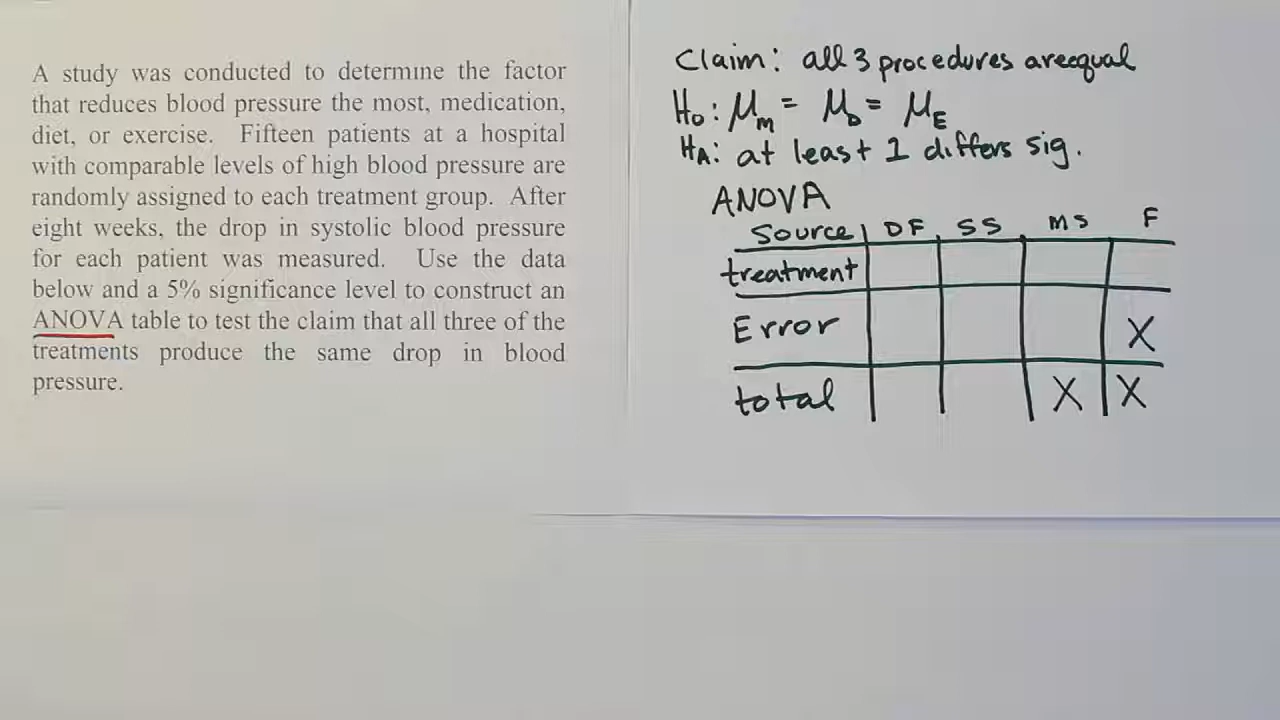 A study was conducted to determine the factor
that reduces blood pressure the most, medication,
diet, or exercise. Fifteen patients at a hospital
with comparable levels of high blood pressure are
randomly assigned to each treatment group. After
eight weeks, the drop in systolic blood pressure
for each patient was measured. Use the data
below and a 5% significance level to construct an
ANOVA table to test the claim that all three of the
treatments produce the same drop in blood
pressure.
Claim: all 3 procedures are equal
H₀: μₘ = μ_D = μ_E
H_A: at least 1 differs sig.
ANOVA
Source DF SS MS F
treatment
Error X
total X X